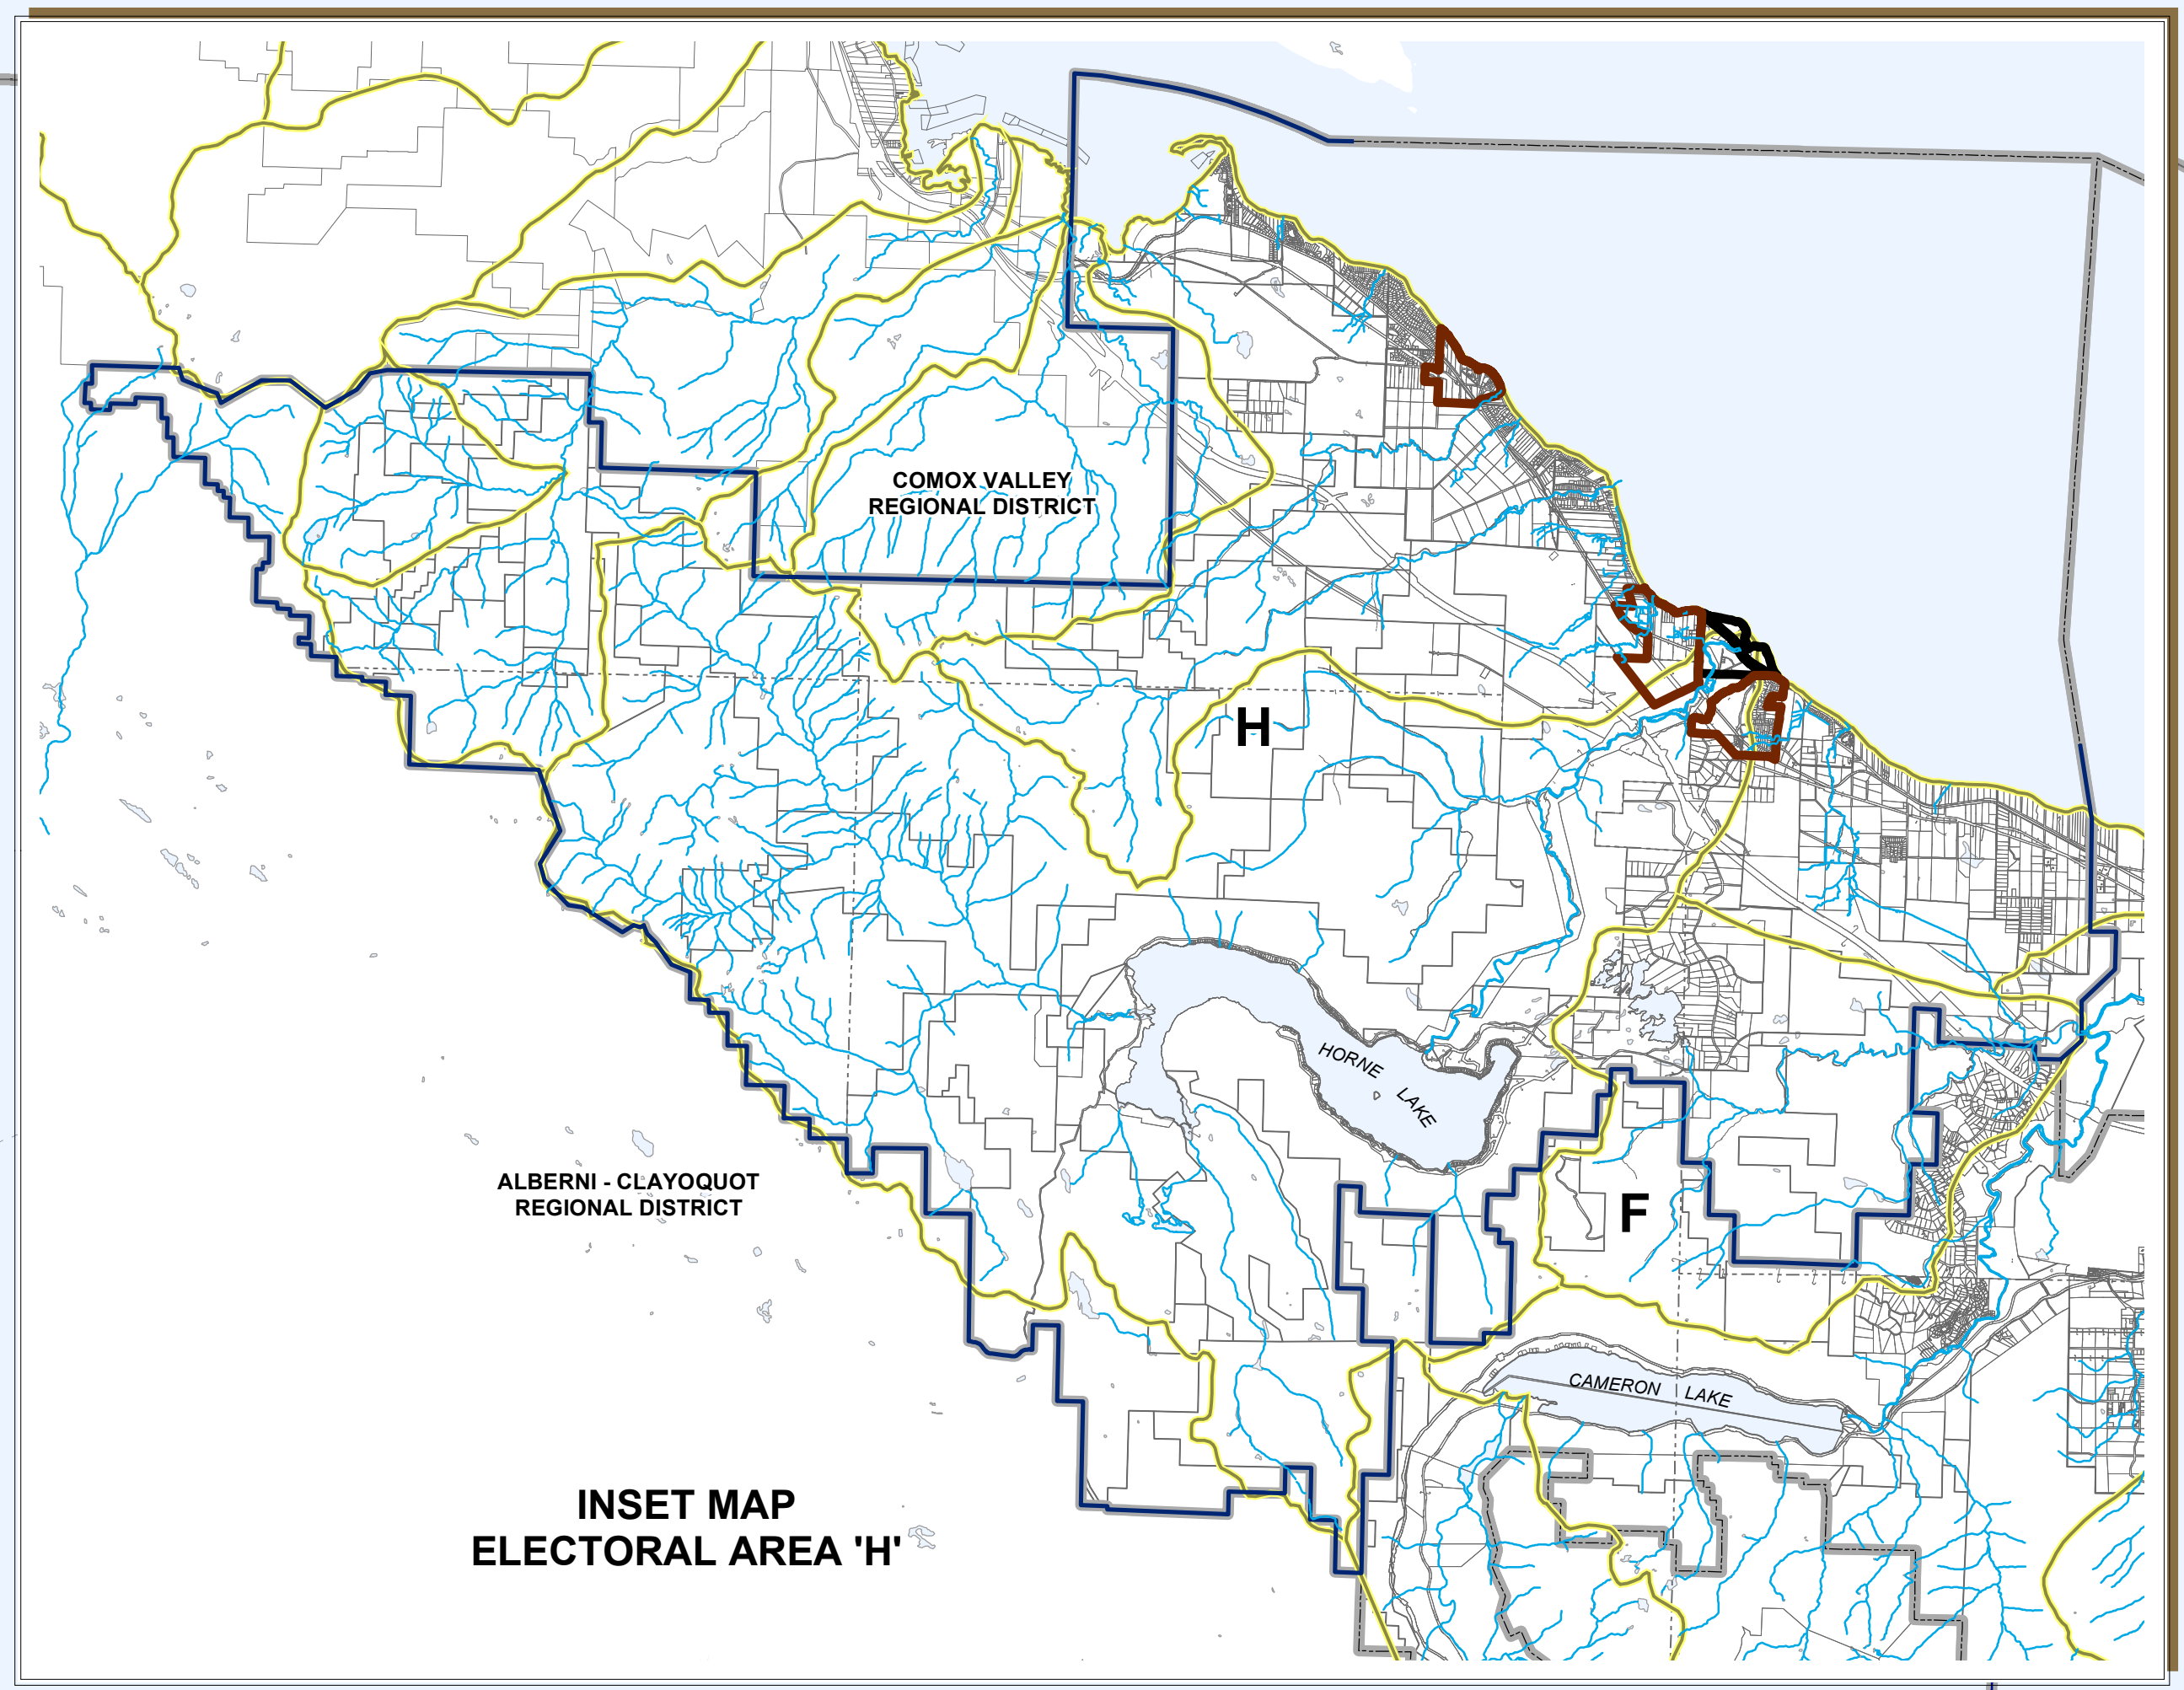 COMOX VALLEY
REGIONAL DISTRICT
H
HORNE LAKE
ALBERNI - CLAYOQUOT
REGIONAL DISTRICT
F
CAMERON LAKE
INSET MAP
ELECTORAL AREA 'H'